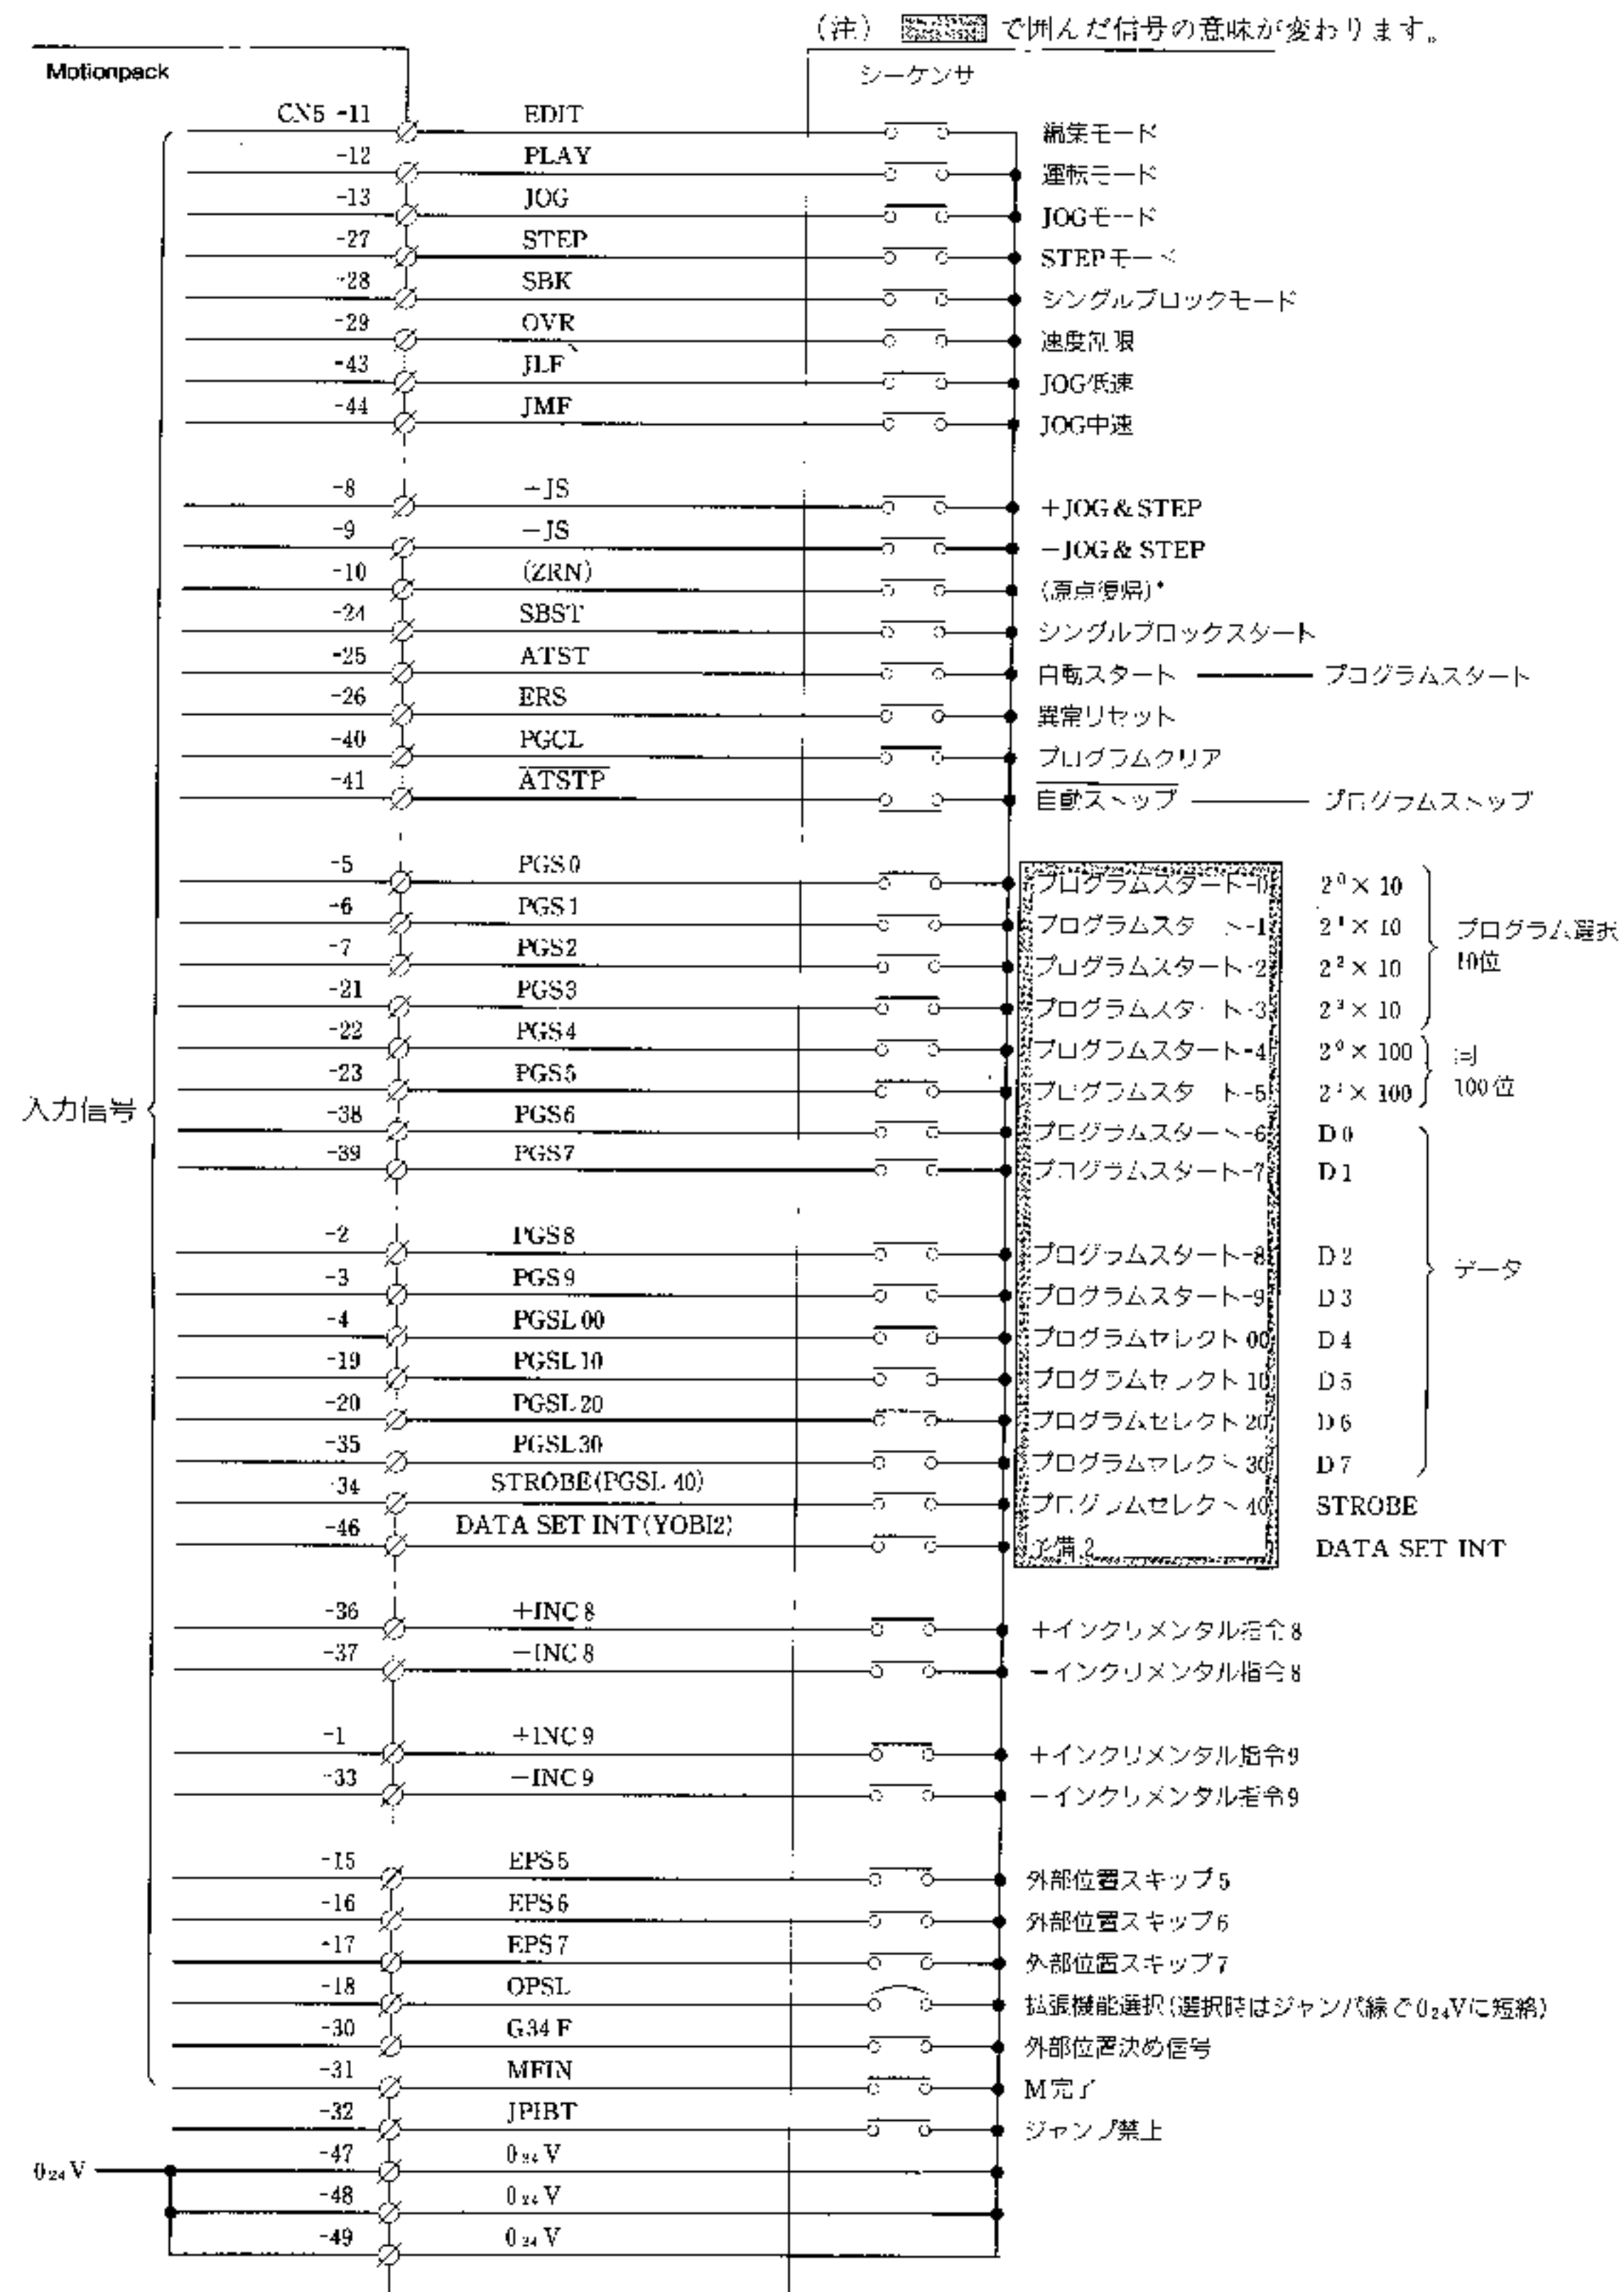 (注) で囲んだ信号の意味が変わります。
Motionpack シーケンサ
CN5 -11 EDIT 編集モード
-12 PLAY 運転モード
-13 JOG JOGモード
-27 STEP STEPモード
-28 SBK シングルブロックモード
-29 OVR 速度制限
-43 JLF JOG低速
-44 JMF JOG中速
-8 -JS +JOG&STEP
-9 -JS -JOG&STEP
-10 (ZRN) (原点復帰)*
-24 SBST シングルブロックスタート
-25 ATST 自動スタート プログラムスタート
-26 ERS 異常リセット
-40 PGCL プログラムクリア
-41 ATSTP 自動ストップ プログラムストップ
-5 PGS0 プログラムスタート-0 2⁰×10
-6 PGS1 プログラムスタート-1 2¹×10 プログラム選択
-7 PGS2 プログラムスタート-2 2²×10 10位
-21 PGS3 プログラムスタート-3 2³×10
-22 PGS4 プログラムスタート-4 2⁰×100 同
-23 PGS5 プログラムスタート-5 2¹×100 100位
入力信号
-38 PGS6 プログラムスタート-6 D0
-39 PGS7 プログラムスタート-7 D1
-2 PGS8 プログラムスタート-8 D2 データ
-3 PGS9 プログラムスタート-9 D3
-4 PGSL00 プログラムセレクト00 D4
-19 PGSL10 プログラムセレクト10 D5
-20 PGSL20 プログラムセレクト20 D6
-35 PGSL30 プログラムセレクト30 D7
-34 STROBE(PGSL 40) プログラムセレクト40 STROBE
-46 DATA SET INT(YOBI2) 予備2 DATA SET INT
-36 +INC8 +インクリメンタル指令8
-37 -INC8 -インクリメンタル指令8
-1 +INC9 +インクリメンタル指令9
-33 -INC9 -インクリメンタル指令9
-15 EPS5 外部位置スキップ5
-16 EPS6 外部位置スキップ6
-17 EPS7 外部位置スキップ7
-18 OPSL 拡張機能選択(選択時はジャンパ線で0₂₄Vに短絡)
-30 G34F 外部位置決め信号
-31 MFIN M完了
-32 JPIBT ジャンプ禁止
0₂₄V -47 0₂₄V
-48 0₂₄V
-49 0₂₄V